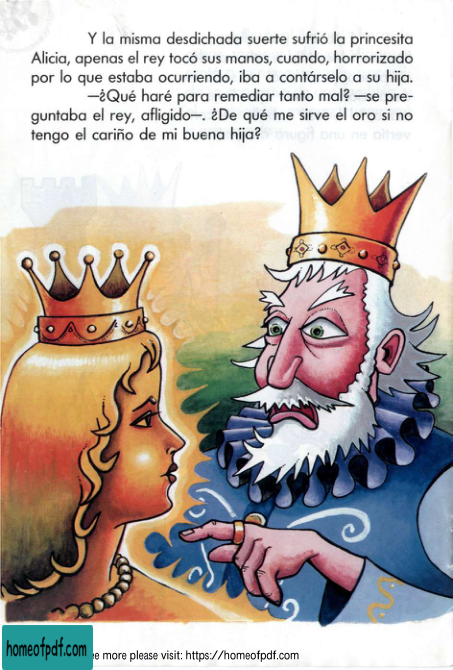 Y la misma desdichada suerte sufrió la princesita
Alicia, apenas el rey tocó sus manos, cuando, horrorizado
por lo que estaba ocurriendo, iba a contárselo a su hija.
—¿Qué haré para remediar tanto mal? —se pre-
guntaba el rey, afligido—. ¿De qué me sirve el oro si no
tengo el cariño de mi buena hija?
homeofpdf.com
more please visit: https://homeofpdf.com